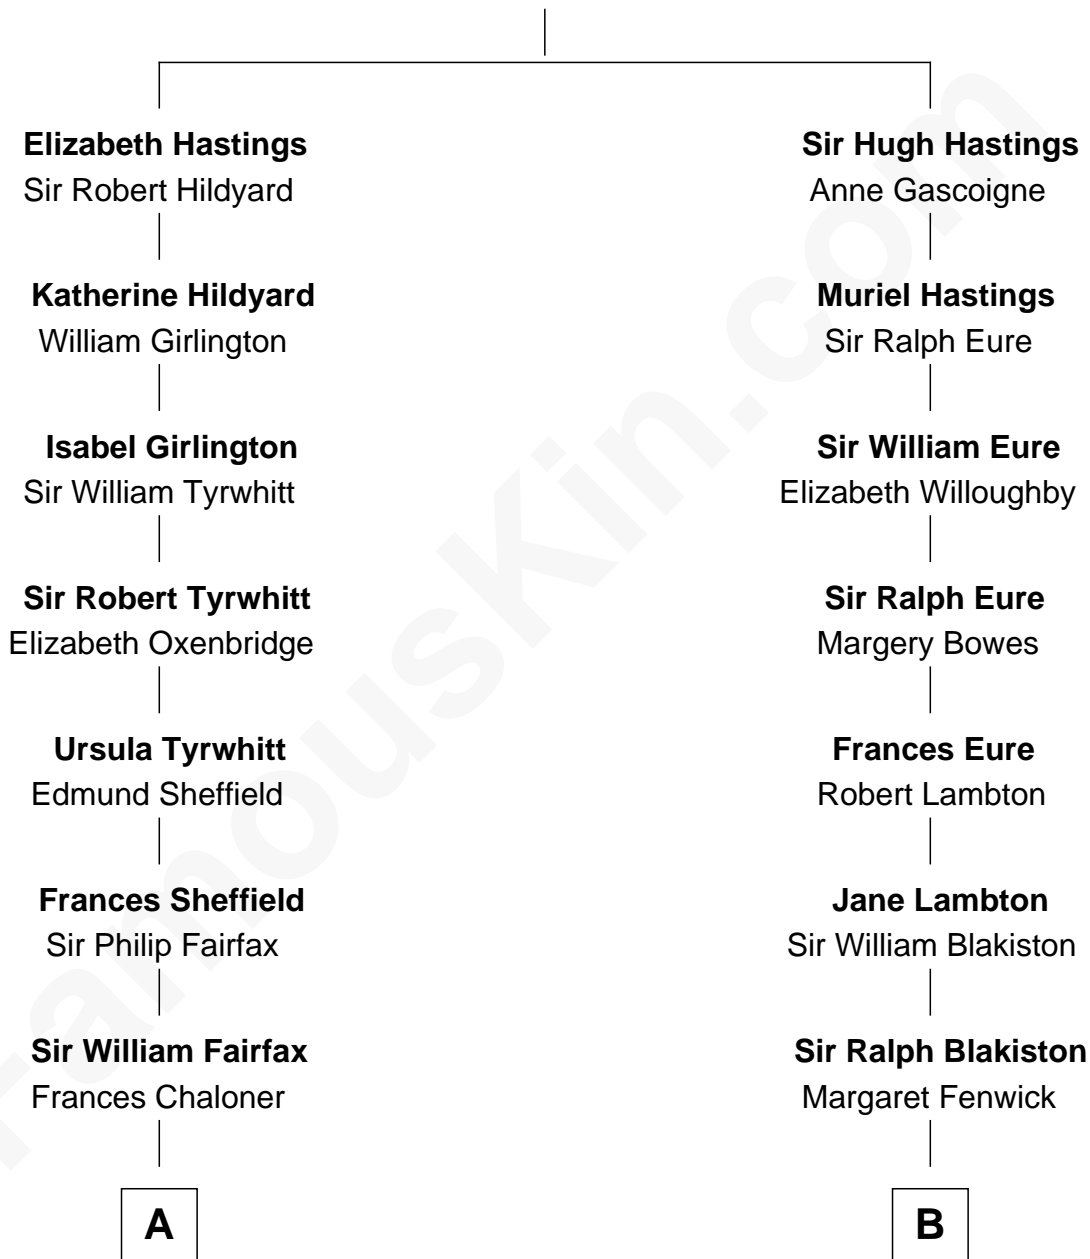 Elizabeth Hastings
Sir Robert Hildyard
Katherine Hildyard
William Girlington
Isabel Girlington
Sir William Tyrwhitt
Sir Robert Tyrwhitt
Elizabeth Oxenbridge
Ursula Tyrwhitt
Edmund Sheffield
Frances Sheffield
Sir Philip Fairfax
Sir William Fairfax
Frances Chaloner
A
Sir Hugh Hastings
Anne Gascoigne
Muriel Hastings
Sir Ralph Eure
Sir William Eure
Elizabeth Willoughby
Sir Ralph Eure
Margery Bowes
Frances Eure
Robert Lambton
Jane Lambton
Sir William Blakiston
Sir Ralph Blakiston
Margaret Fenwick
B
FamousKin.com